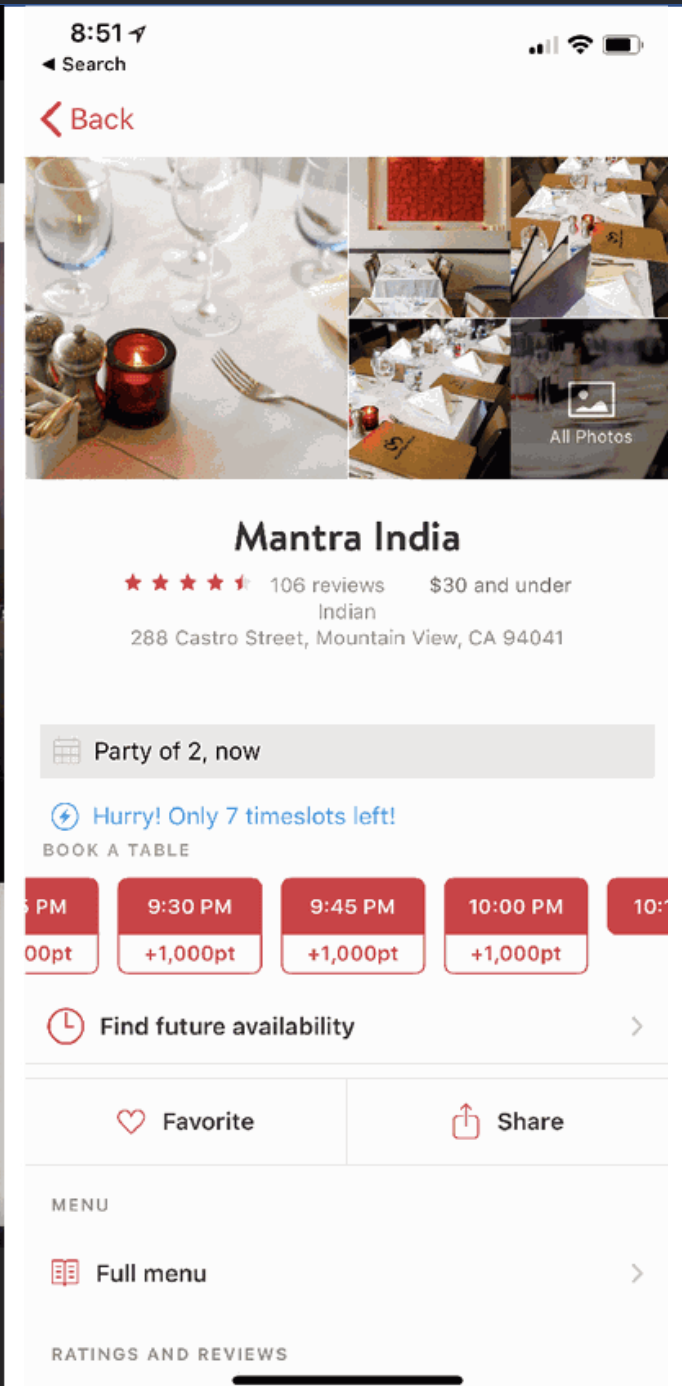 8:51
◀ Search
Back
All Photos
Mantra India
106 reviews $30 and under
Indian
288 Castro Street, Mountain View, CA 94041
Party of 2, now
Hurry! Only 7 timeslots left!
BOOK A TABLE
PM 9:30 PM 9:45 PM 10:00 PM 10:
00pt +1,000pt +1,000pt +1,000pt
Find future availability
Favorite Share
MENU
Full menu
RATINGS AND REVIEWS